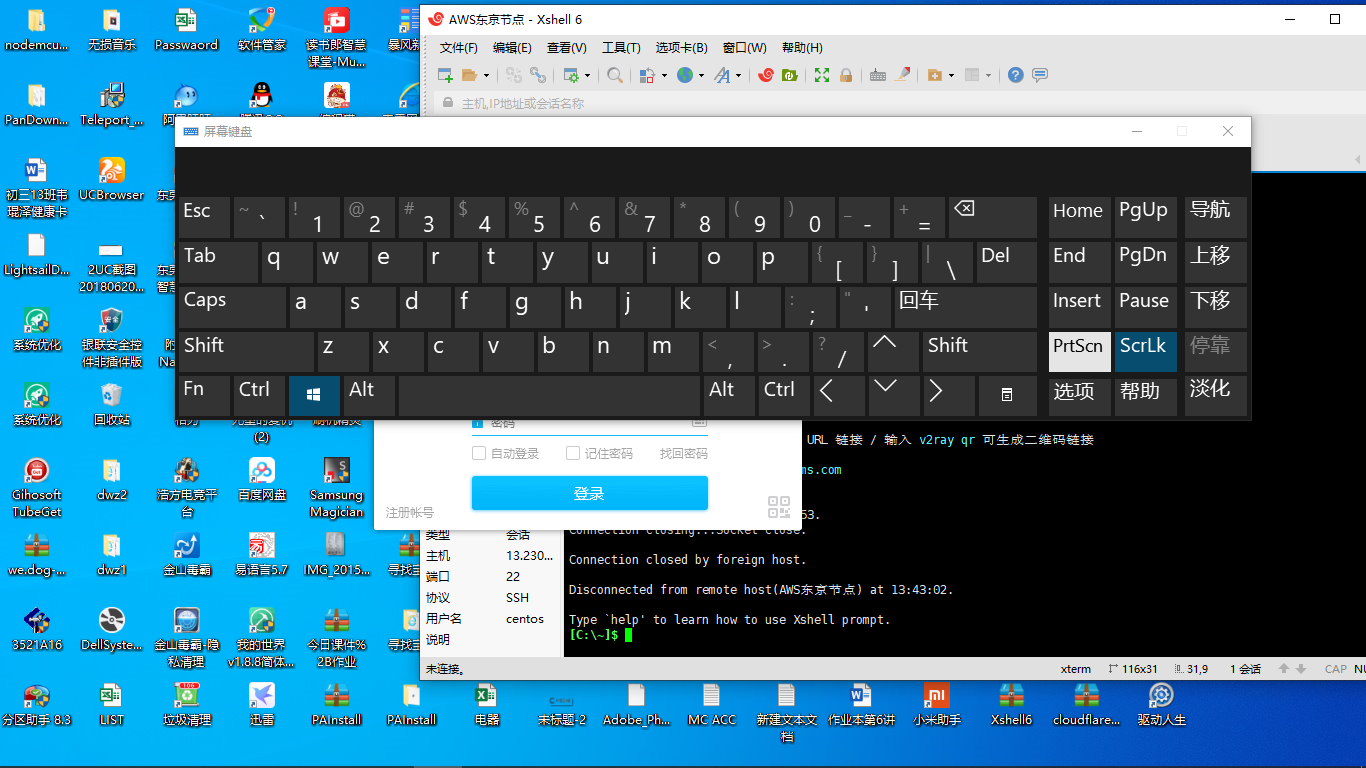 nodemcu...
无损音乐
Passwaord
软件管家
读书郎智慧
课堂-Mu...
PanDown...
Teleport_...
初三13班韦
琨泽健康卡
UCBrowser
LightsailD...
2UC截图
20180620...
系统优化
银联安全控
件非插件版
系统优化
回收站
(2)
Gihosoft
TubeGet
dwz2
浩方电竞平
台
百度网盘
Samsung
Magician
we.dog-...
dwz1
金山毒霸
易语言5.7
IMG_2015...
寻找宝
3521A16
DellSyste...
金山毒霸-隐
私清理
我的世界
v1.8.8简体...
今日课件%
2B作业
寻找宝
分区助手 8.3
LIST
垃圾清理
迅雷
PAInstall
PAInstall
电器
未标题-2
Adobe_Ph...
MC ACC
新建文本文
档
作业本第6讲
小米助手
Xshell6
cloudflare...
驱动人生
AWS东京节点 - Xshell 6
文件(F) 编辑(E) 查看(V) 工具(T) 选项卡(B) 窗口(W) 帮助(H)
主机,IP地址或会话名称
屏幕键盘
Esc ~ ` ! 1 @ 2 # 3 $ 4 % 5 ^ 6 & 7 * 8 ( 9 ) 0 _ - + = Home PgUp 导航
Tab q w e r t y u i o p { [ } ] | \ Del End PgDn 上移
Caps a s d f g h j k l : ; " ' 回车 Insert Pause 下移
Shift z x c v b n m < , > . ? / Shift PrtScn ScrLk 停靠
Fn Ctrl Alt Alt Ctrl 选项 帮助 淡化
密码
自动登录 记住密码 找回密码
登录
注册帐号
类型 会话
主机 13.230...
端口 22
协议 SSH
用户名 centos
说明
URL 链接 / 输入 v2ray qr 可生成二维码链接
ms.com
53.
Connection closing...Socket close.
Connection closed by foreign host.
Disconnected from remote host(AWS东京节点) at 13:43:02.
Type `help' to learn how to use Xshell prompt.
[C:\~]$
未连接。
xterm 116x31 31,9 1 会话 CAP